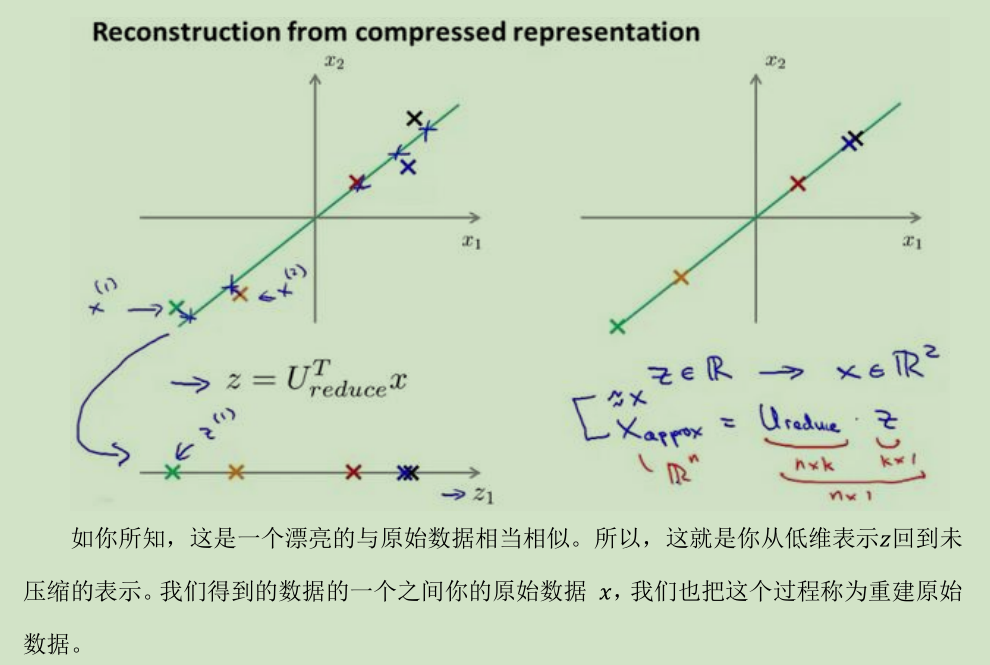 Reconstruction from compressed representation
x₂
x₁
x⁽¹⁾
x⁽²⁾
→ z = Uᵀ_reduce x
z⁽¹⁾
→ z₁
x₂
x₁
z ∈ ℝ → x ∈ ℝ²
≈ x
X_approx = U_reduce · z
ℝⁿ
n×k
k×1
n×1
如你所知，这是一个漂亮的与原始数据相当相似。所以，这就是你从低维表示z回到未
压缩的表示。我们得到的数据的一个之间你的原始数据 x，我们也把这个过程称为重建原始
数据。